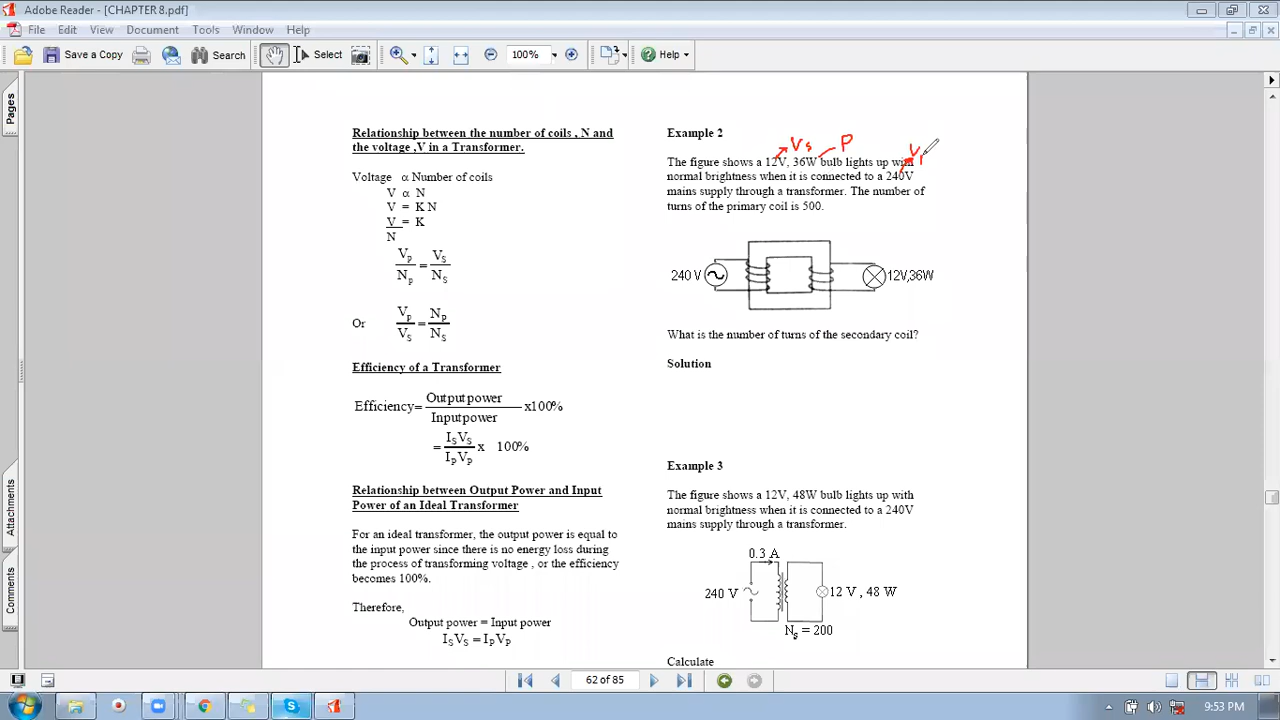 Adobe Reader - [CHAPTER 8.pdf]
File Edit View Document Tools Window Help
Save a Copy Search Select 100% Help
Pages
Attachments
Comments
Relationship between the number of coils , N and
the voltage ,V in a Transformer.
Voltage α Number of coils
V α N
V = K N
V = K
N
Vp = Vs
Np Ns
Or Vp = Np
Vs Ns
Efficiency of a Transformer
Efficiency= Output power x100%
Input power
= IsVs x 100%
IpVp
Relationship between Output Power and Input
Power of an Ideal Transformer
For an ideal transformer, the output power is equal to
the input power since there is no energy loss during
the process of transforming voltage , or the efficiency
becomes 100%.
Therefore,
Output power = Input power
IsVs = IpVp
Example 2
Vs P
V
The figure shows a 12V, 36W bulb lights up with
normal brightness when it is connected to a 240V
mains supply through a transformer. The number of
turns of the primary coil is 500.
240 V 12V,36W
What is the number of turns of the secondary coil?
Solution
Example 3
The figure shows a 12V, 48W bulb lights up with
normal brightness when it is connected to a 240V
mains supply through a transformer.
0.3 A
240 V 12 V , 48 W
Ns = 200
Calculate
62 of 85
9:53 PM